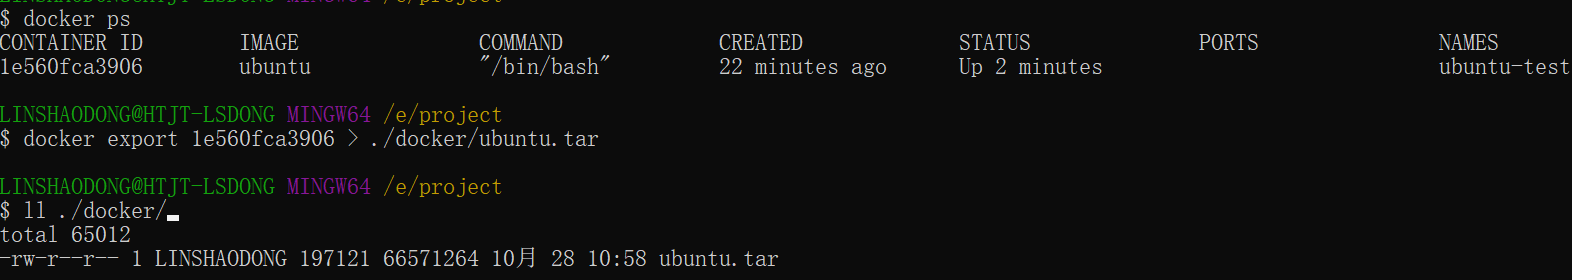 $ docker ps
CONTAINER ID        IMAGE               COMMAND             CREATED             STATUS              PORTS               NAMES
1e560fca3906        ubuntu              "/bin/bash"         22 minutes ago      Up 2 minutes                            ubuntu-test
LINSHAODONG@HTJT-LSDONG MINGW64 /e/project
$ docker export 1e560fca3906 > ./docker/ubuntu.tar
LINSHAODONG@HTJT-LSDONG MINGW64 /e/project
$ ll ./docker/
total 65012
-rw-r--r-- 1 LINSHAODONG 197121 66571264 10月 28 10:58 ubuntu.tar